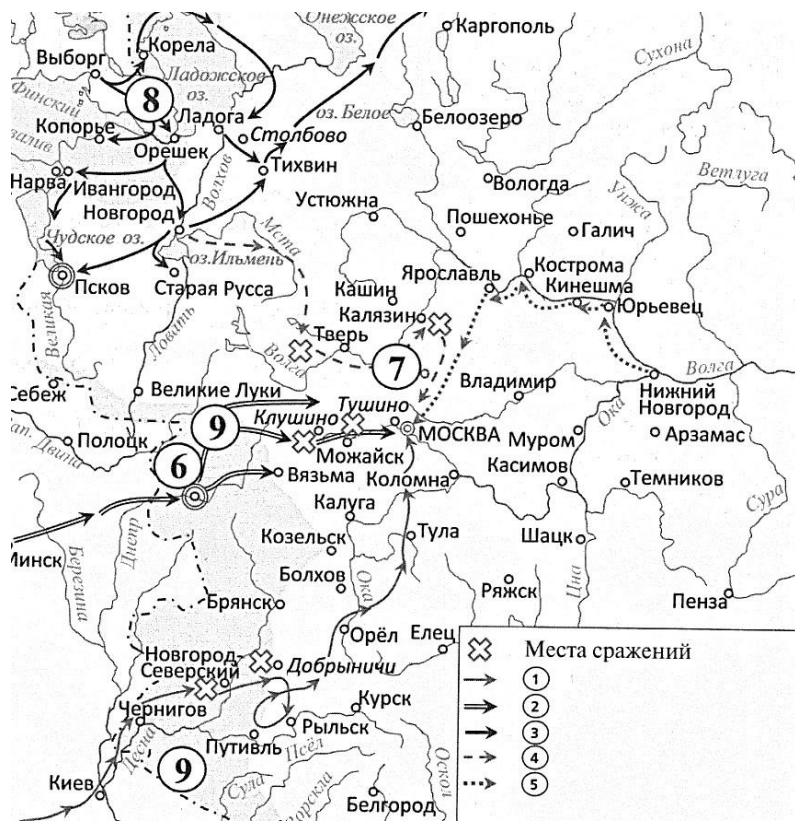 Онежское оз.
Каргополь
Корела
Выборг
Ладожское оз.
Сухона
Финский
залив
8
Ладога
оз. Белое
Белоозеро
Копорье
Столбово
Орешек
Тихвин
Ветлуга
Нарва
Ивангород
Волхов
Вологда
Унжа
Новгород
Устюжна
Пошехонье
Галич
Чудское оз.
Мста
оз. Ильмень
Ярославль
Кострома
Псков
Старая Русса
Кашин
Кинешма
Калязин
Юрьевец
Великая
Ловать
Тверь
Волга
7
Волга
Себеж
Великие Луки
Владимир
Нижний
Новгород
9
Клушино
Тушино
Ока
Зап. Двина
Полоцк
МОСКВА
Муром
Арзамас
6
Можайск
Вязьма
Коломна
Касимов
Темников
Калуга
Сура
Минск
Днепр
Козельск
Тула
Шацк
Березина
Болхов
Ока
Ряжск
Цна
Пенза
Брянск
Орёл
Елец
Места сражений
Новгород-
Северский
Добрыничи
1
Чернигов
Курск
2
Десна
Рыльск
3
Путивль
Псёл
4
9
Киев
Сула
Оскол
5
Ворскла
Белгород